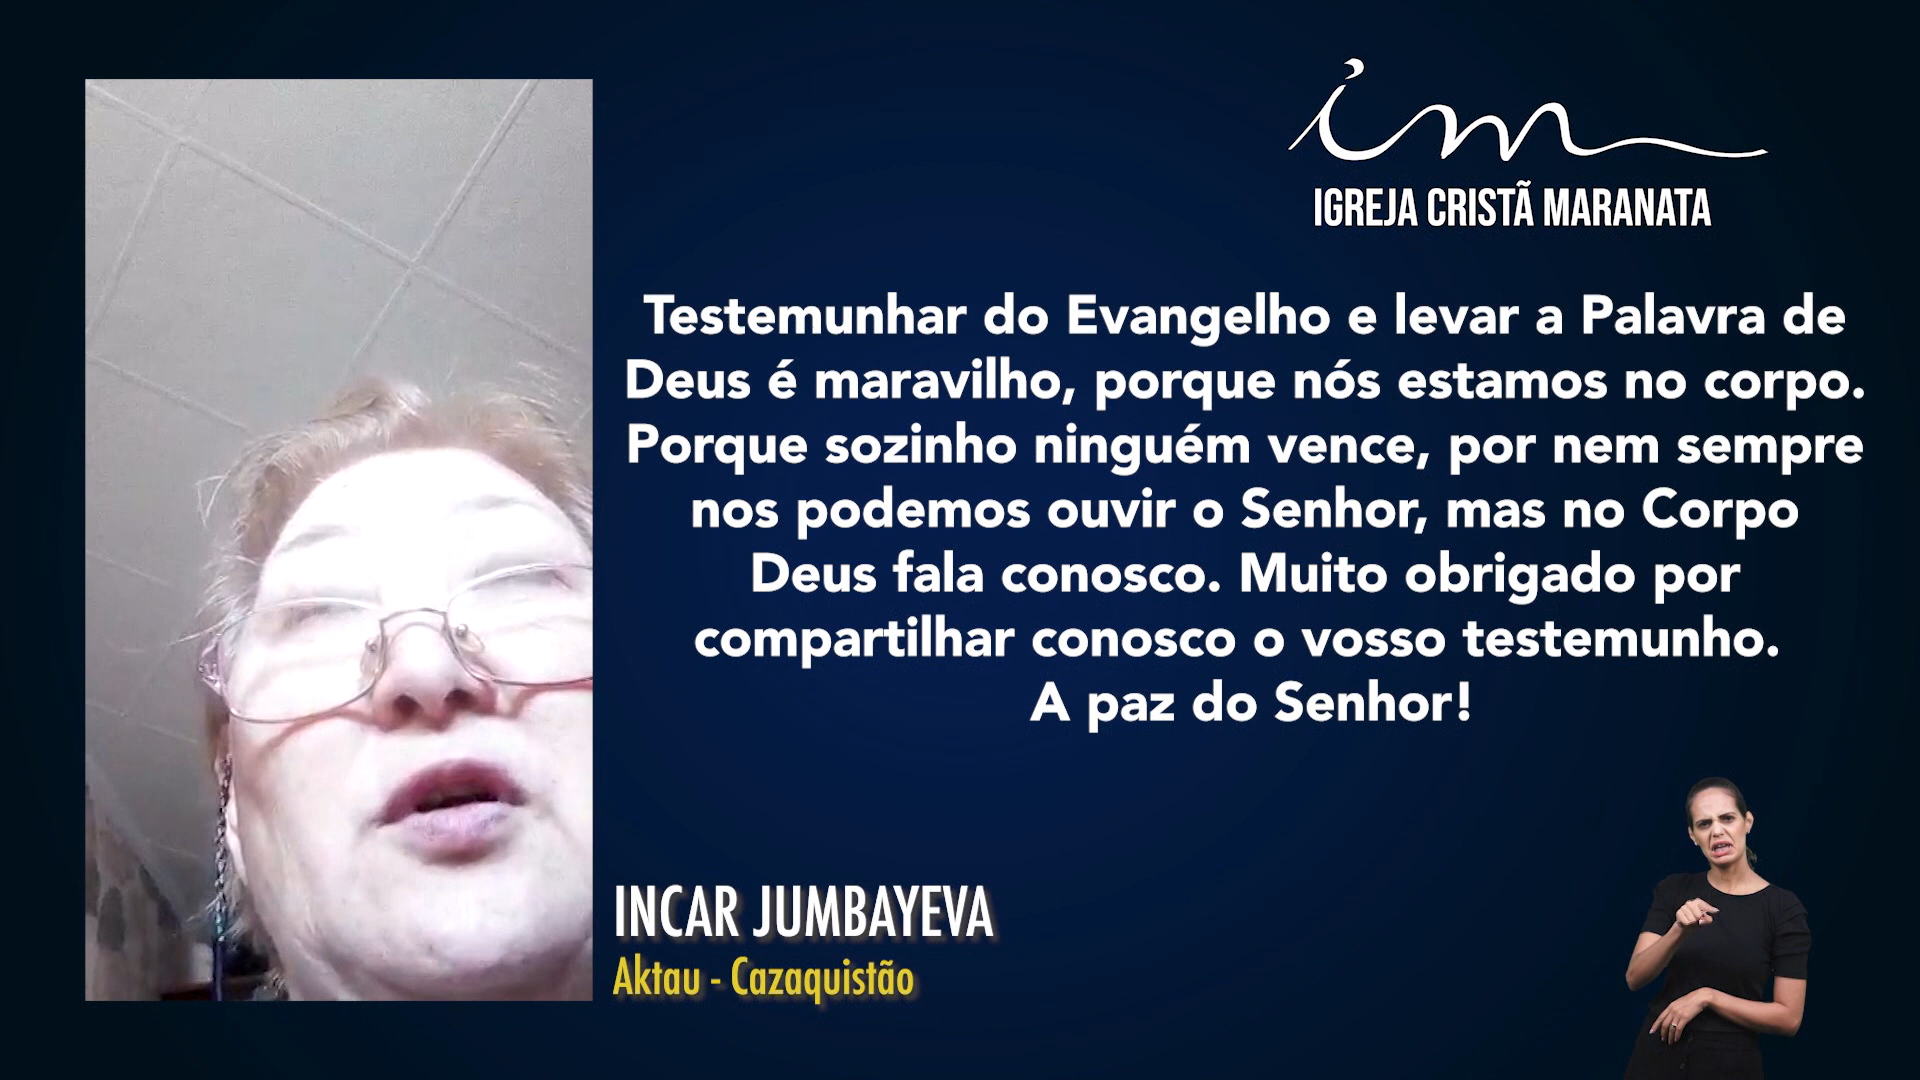 im
IGREJA CRISTÃ MARANATA
Testemunhar do Evangelho e levar a Palavra de
Deus é maravilho, porque nós estamos no corpo.
Porque sozinho ninguém vence, por nem sempre
nos podemos ouvir o Senhor, mas no Corpo
Deus fala conosco. Muito obrigado por
compartilhar conosco o vosso testemunho.
A paz do Senhor!
INCAR JUMBAYEVA
Aktau - Cazaquistão